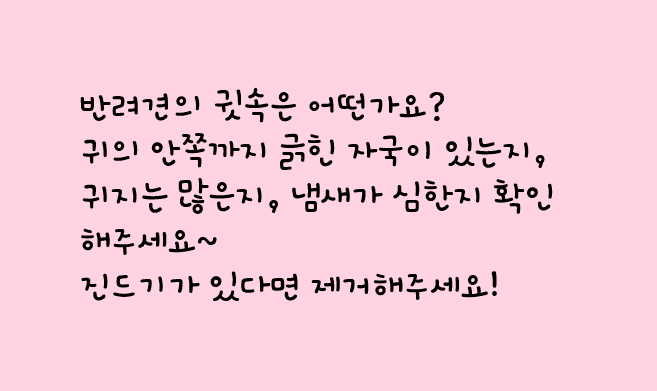 반려견의 귓속은 어떤가요?
귀의 안쪽까지 긁힌 자국이 있는지,
귀지는 많은지, 냄새가 심한지 확인
해주세요~
진드기가 있다면 제거해주세요!